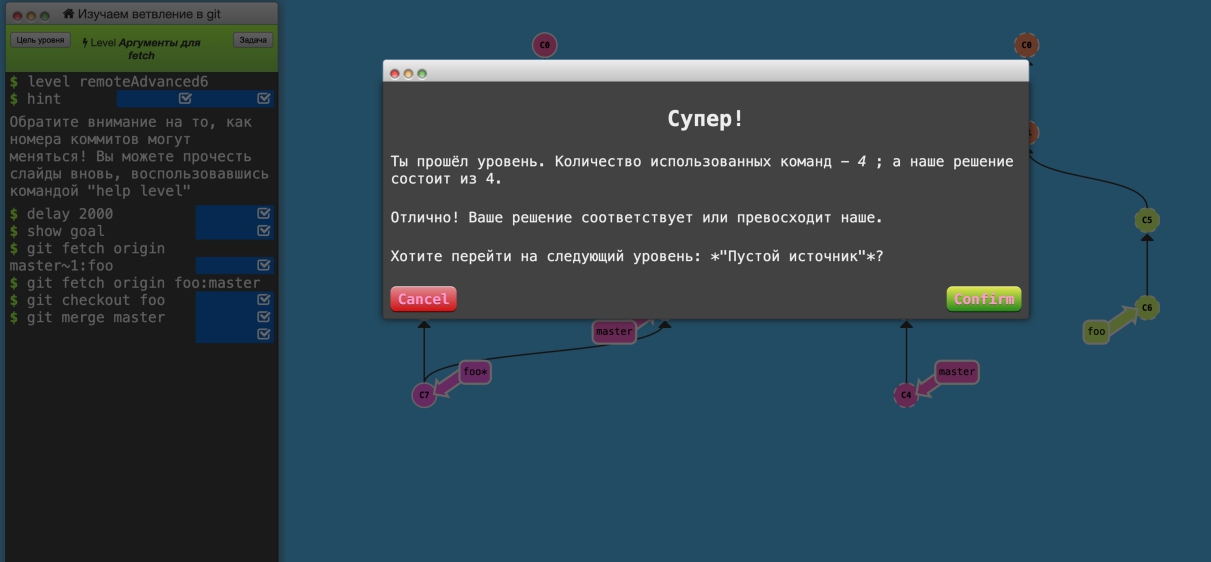 Изучаем ветвление в git
Цель уровня
Level Аргументы для
fetch
Задача
$ level remoteAdvanced6
$ hint
Обратите внимание на то, как
номера коммитов могут
меняться! Вы можете прочесть
слайды вновь, воспользовавшись
командой "help level"
$ delay 2000
$ show goal
$ git fetch origin
master~1:foo
$ git fetch origin foo:master
$ git checkout foo
$ git merge master
C0
C0
Супер!
Ты прошёл уровень. Количество использованных команд – 4 ; а наше решение
состоит из 4.
Отлично! Ваше решение соответствует или превосходит наше.
Хотите перейти на следующий уровень: *"Пустой источник"*?
Cancel
Confirm
C5
C6
foo
master
foo*
C7
master
C4